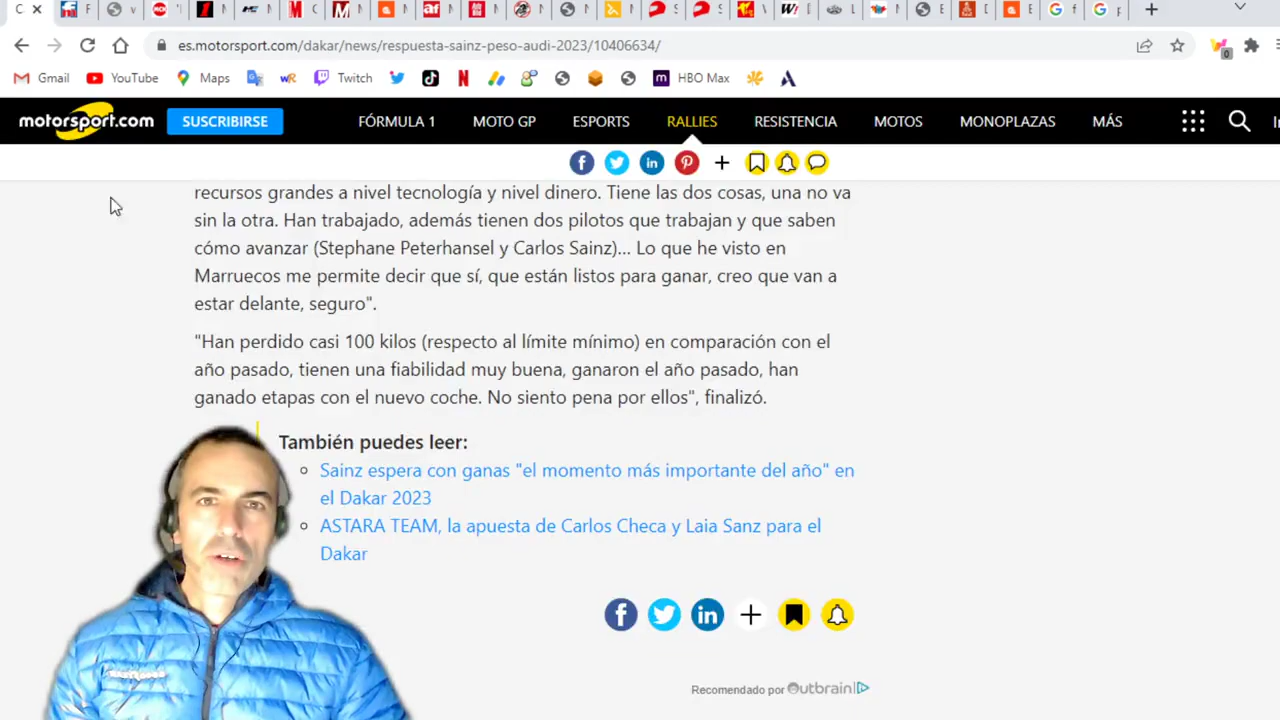 es.motorsport.com/dakar/news/respuesta-sainz-peso-audi-2023/10406634/
Gmail YouTube Maps Twitch HBO Max
motorsport.com SUSCRIBIRSE FÓRMULA 1 MOTO GP ESPORTS RALLIES RESISTENCIA MOTOS MONOPLAZAS MÁS
recursos grandes a nivel tecnología y nivel dinero. Tiene las dos cosas, una no va
sin la otra. Han trabajado, además tienen dos pilotos que trabajan y que saben
cómo avanzar (Stephane Peterhansel y Carlos Sainz)... Lo que he visto en
Marruecos me permite decir que sí, que están listos para ganar, creo que van a
estar delante, seguro".
"Han perdido casi 100 kilos (respecto al límite mínimo) en comparación con el
año pasado, tienen una fiabilidad muy buena, ganaron el año pasado, han
ganado etapas con el nuevo coche. No siento pena por ellos", finalizó.
También puedes leer:
Sainz espera con ganas "el momento más importante del año" en
el Dakar 2023
ASTARA TEAM, la apuesta de Carlos Checa y Laia Sanz para el
Dakar
Recomendado por Outbrain